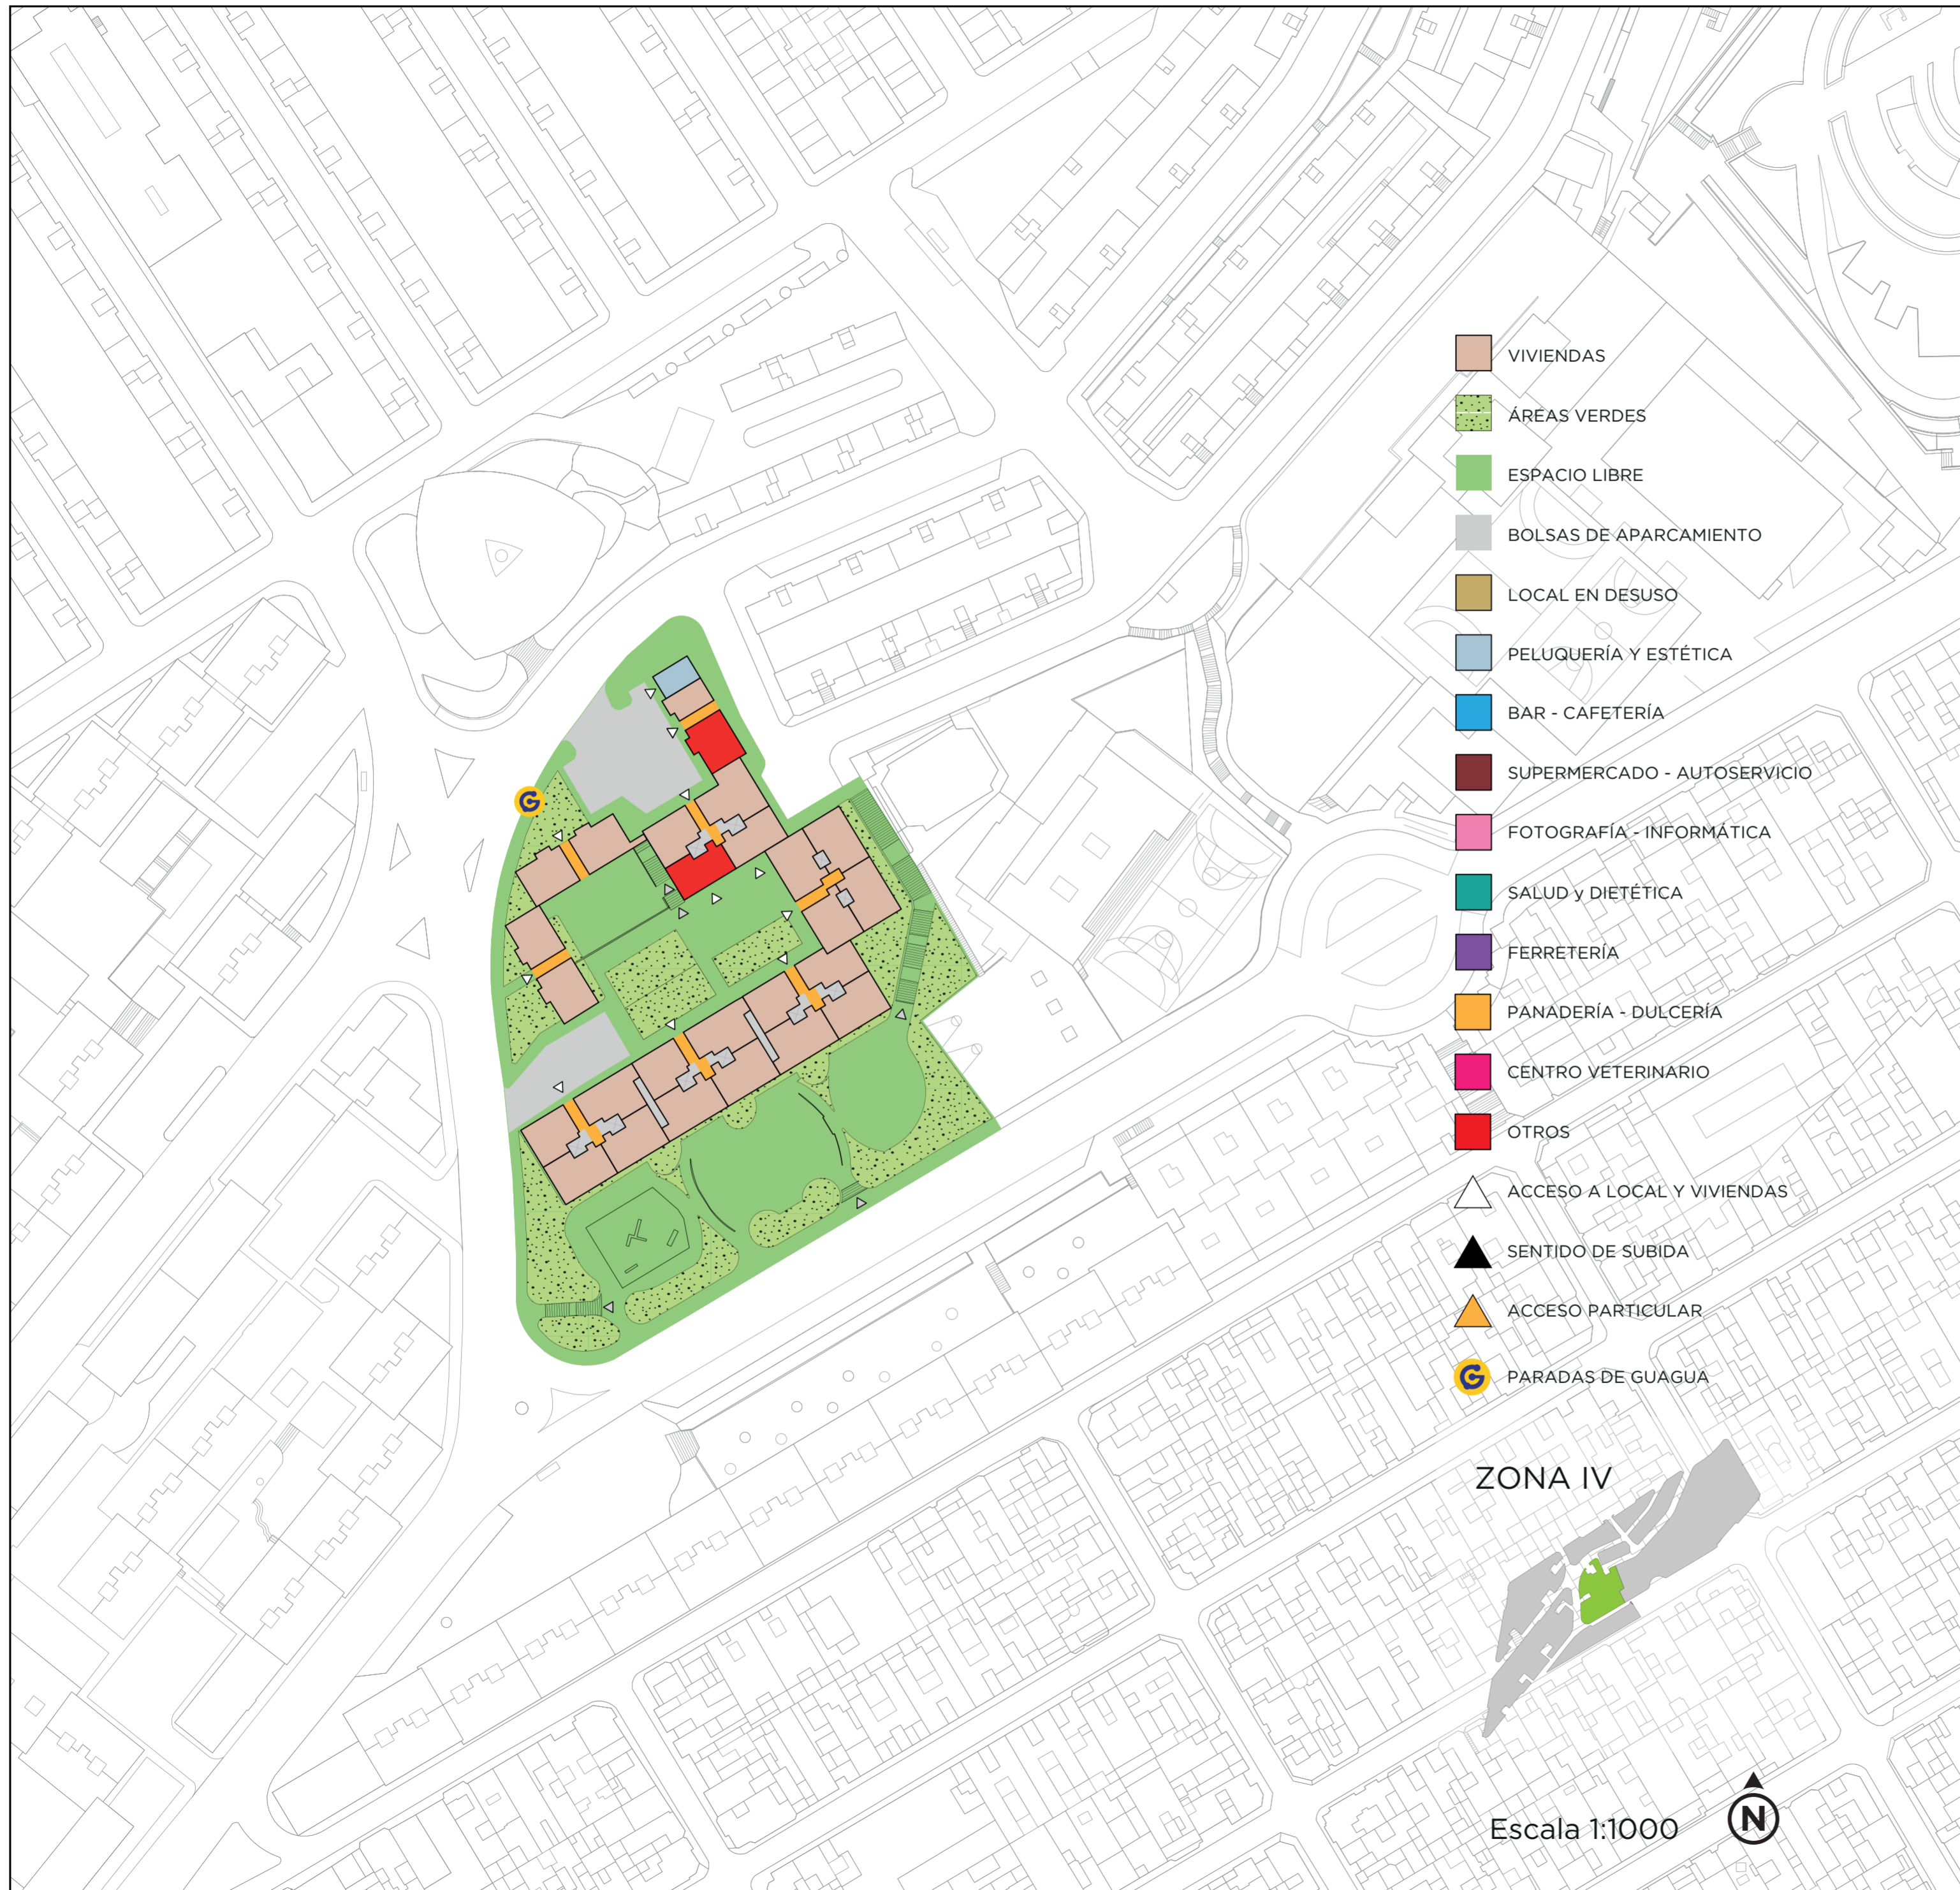 VIVIENDAS
ÁREAS VERDES
ESPACIO LIBRE
BOLSAS DE APARCAMIENTO
LOCAL EN DESUSO
PELUQUERÍA Y ESTÉTICA
BAR - CAFETERÍA
SUPERMERCADO - AUTOSERVICIO
FOTOGRAFÍA - INFORMÁTICA
SALUD y DIETÉTICA
FERRETERÍA
PANADERÍA - DULCERÍA
CENTRO VETERINARIO
OTROS
ACCESO A LOCAL Y VIVIENDAS
SENTIDO DE SUBIDA
ACCESO PARTICULAR
PARADAS DE GUAGUA
ZONA IV
Escala 1:1000
N